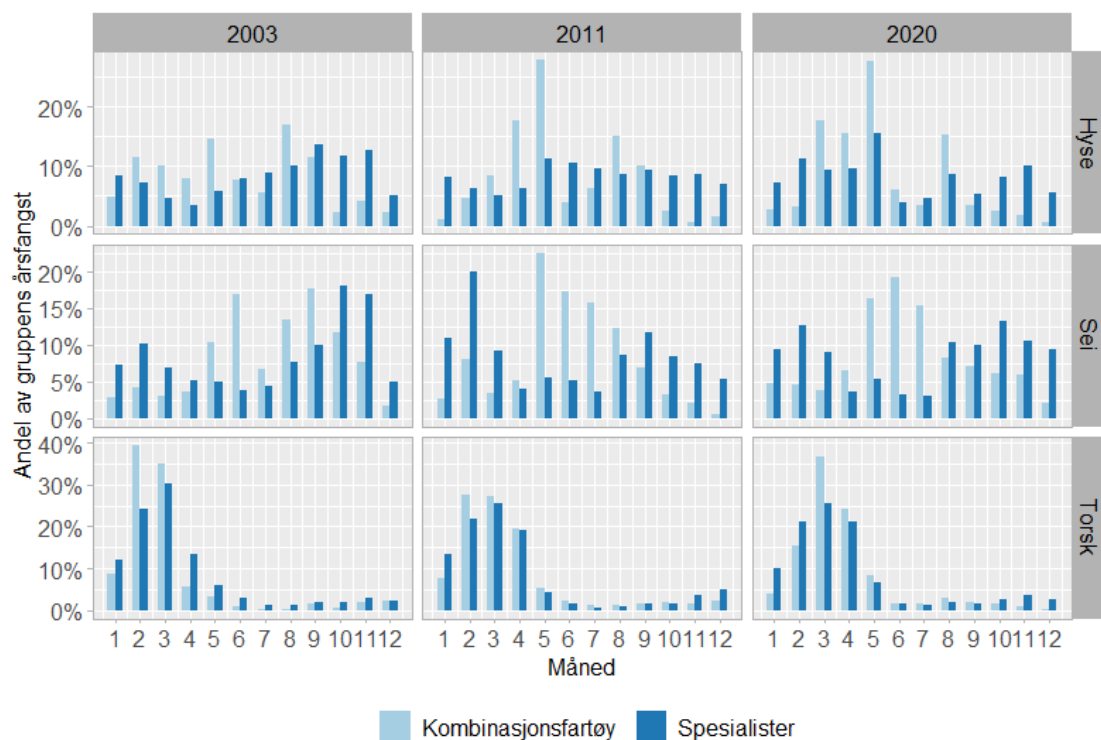 2003 2011 2020
Andel av gruppens årsfangst
20%
10%
0%
Hyse
20%
15%
10%
5%
0%
Sei
40%
30%
20%
10%
0%
Torsk
1 2 3 4 5 6 7 8 9 10 11 12 1 2 3 4 5 6 7 8 9 10 11 12 1 2 3 4 5 6 7 8 9 10 11 12
Måned
Kombinasjonsfartøy Spesialister